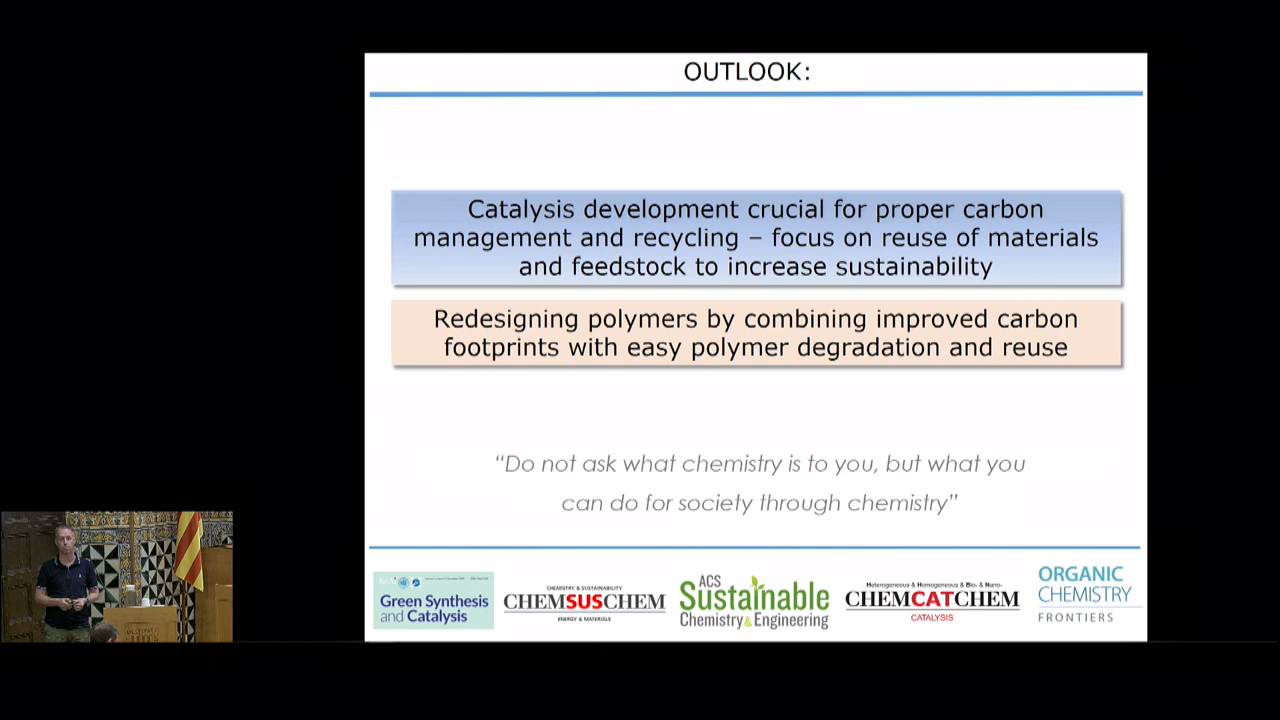 OUTLOOK:
Catalysis development crucial for proper carbon
management and recycling – focus on reuse of materials
and feedstock to increase sustainability
Redesigning polymers by combining improved carbon
footprints with easy polymer degradation and reuse
“Do not ask what chemistry is to you, but what you
can do for society through chemistry”
Green Synthesis
and Catalysis
CHEMISTRY & SUSTAINABILITY
CHEMSUSCHEM
ENERGY & MATERIALS
ACS
Sustainable
Chemistry & Engineering
Heterogeneous & Homogeneous & Bio- & Nano-
CHEMCATCHEM
CATALYSIS
ORGANIC
CHEMISTRY
FRONTIERS